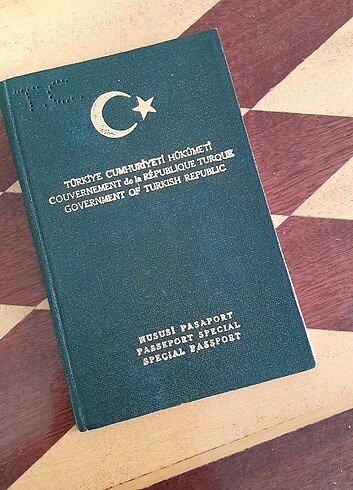 T.C.
TÜRKİYE CUMHURİYETİ HÜKÛMETİ
GOUVERNEMENT de la RÉPUBLIQUE TURQUE
GOVERNMENT OF TURKISH REPUBLIC
HUSUSİ PASAPORT
PASSEPORT SPECIAL
SPECIAL PASSPORT